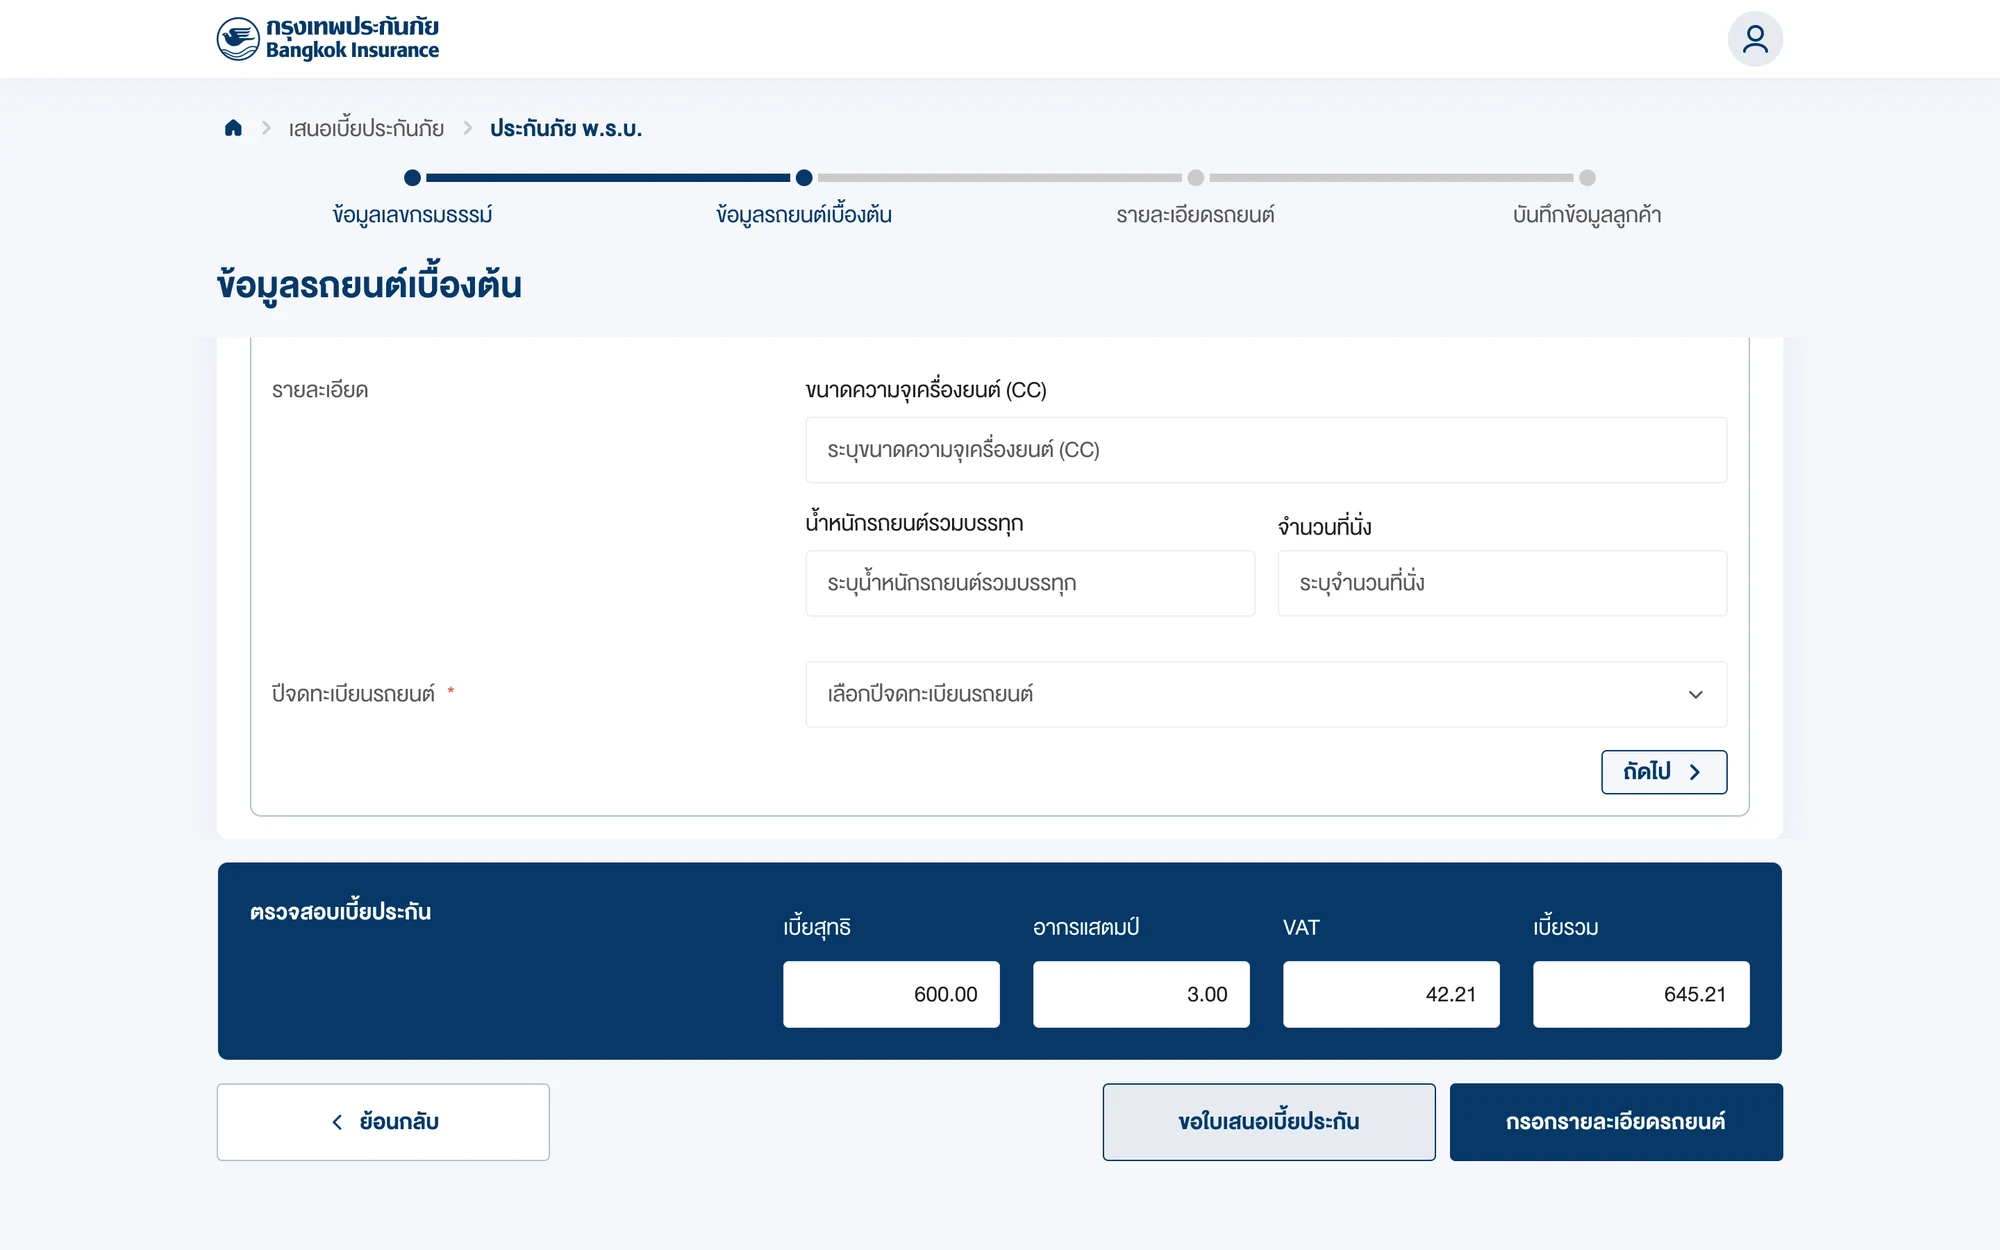 กรุงเทพประกันภัย
Bangkok Insurance
เสนอเบี้ยประกันภัย
ประกันภัย พ.ร.บ.
ข้อมูลเลขกรมธรรม์
ข้อมูลรถยนต์เบื้องต้น
รายละเอียดรถยนต์
บันทึกข้อมูลลูกค้า
ข้อมูลรถยนต์เบื้องต้น
รายละเอียด
ขนาดความจุเครื่องยนต์ (CC)
ระบุขนาดความจุเครื่องยนต์ (CC)
น้ำหนักรถยนต์รวมบรรทุก
จำนวนที่นั่ง
ระบุน้ำหนักรถยนต์รวมบรรทุก
ระบุจำนวนที่นั่ง
ปีจดทะเบียนรถยนต์ *
เลือกปีจดทะเบียนรถยนต์
ถัดไป
ตรวจสอบเบี้ยประกัน
เบี้ยสุทธิ
อากรแสตมป์
VAT
เบี้ยรวม
600.00
3.00
42.21
645.21
ย้อนกลับ
ขอใบเสนอเบี้ยประกัน
กรอกรายละเอียดรถยนต์